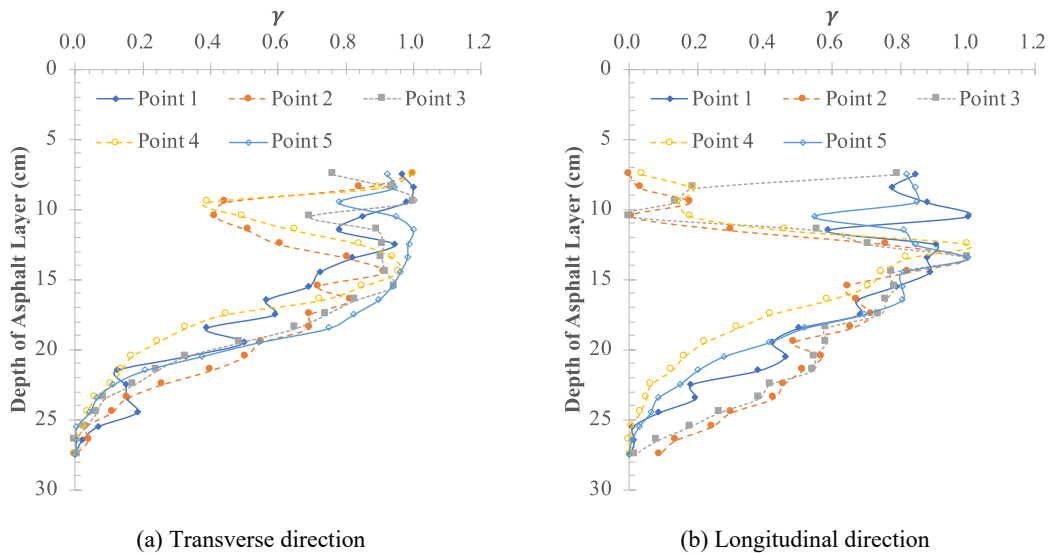 γ
0.0 0.2 0.4 0.6 0.8 1.0 1.2
0
5
10
15
20
25
30
Depth of Asphalt Layer (cm)
Point 1 Point 2 Point 3
Point 4 Point 5
(a) Transverse direction
γ
0.0 0.2 0.4 0.6 0.8 1.0 1.2
0
5
10
15
20
25
30
Depth of Asphalt Layer (cm)
Point 1 Point 2 Point 3
Point 4 Point 5
(b) Longitudinal direction